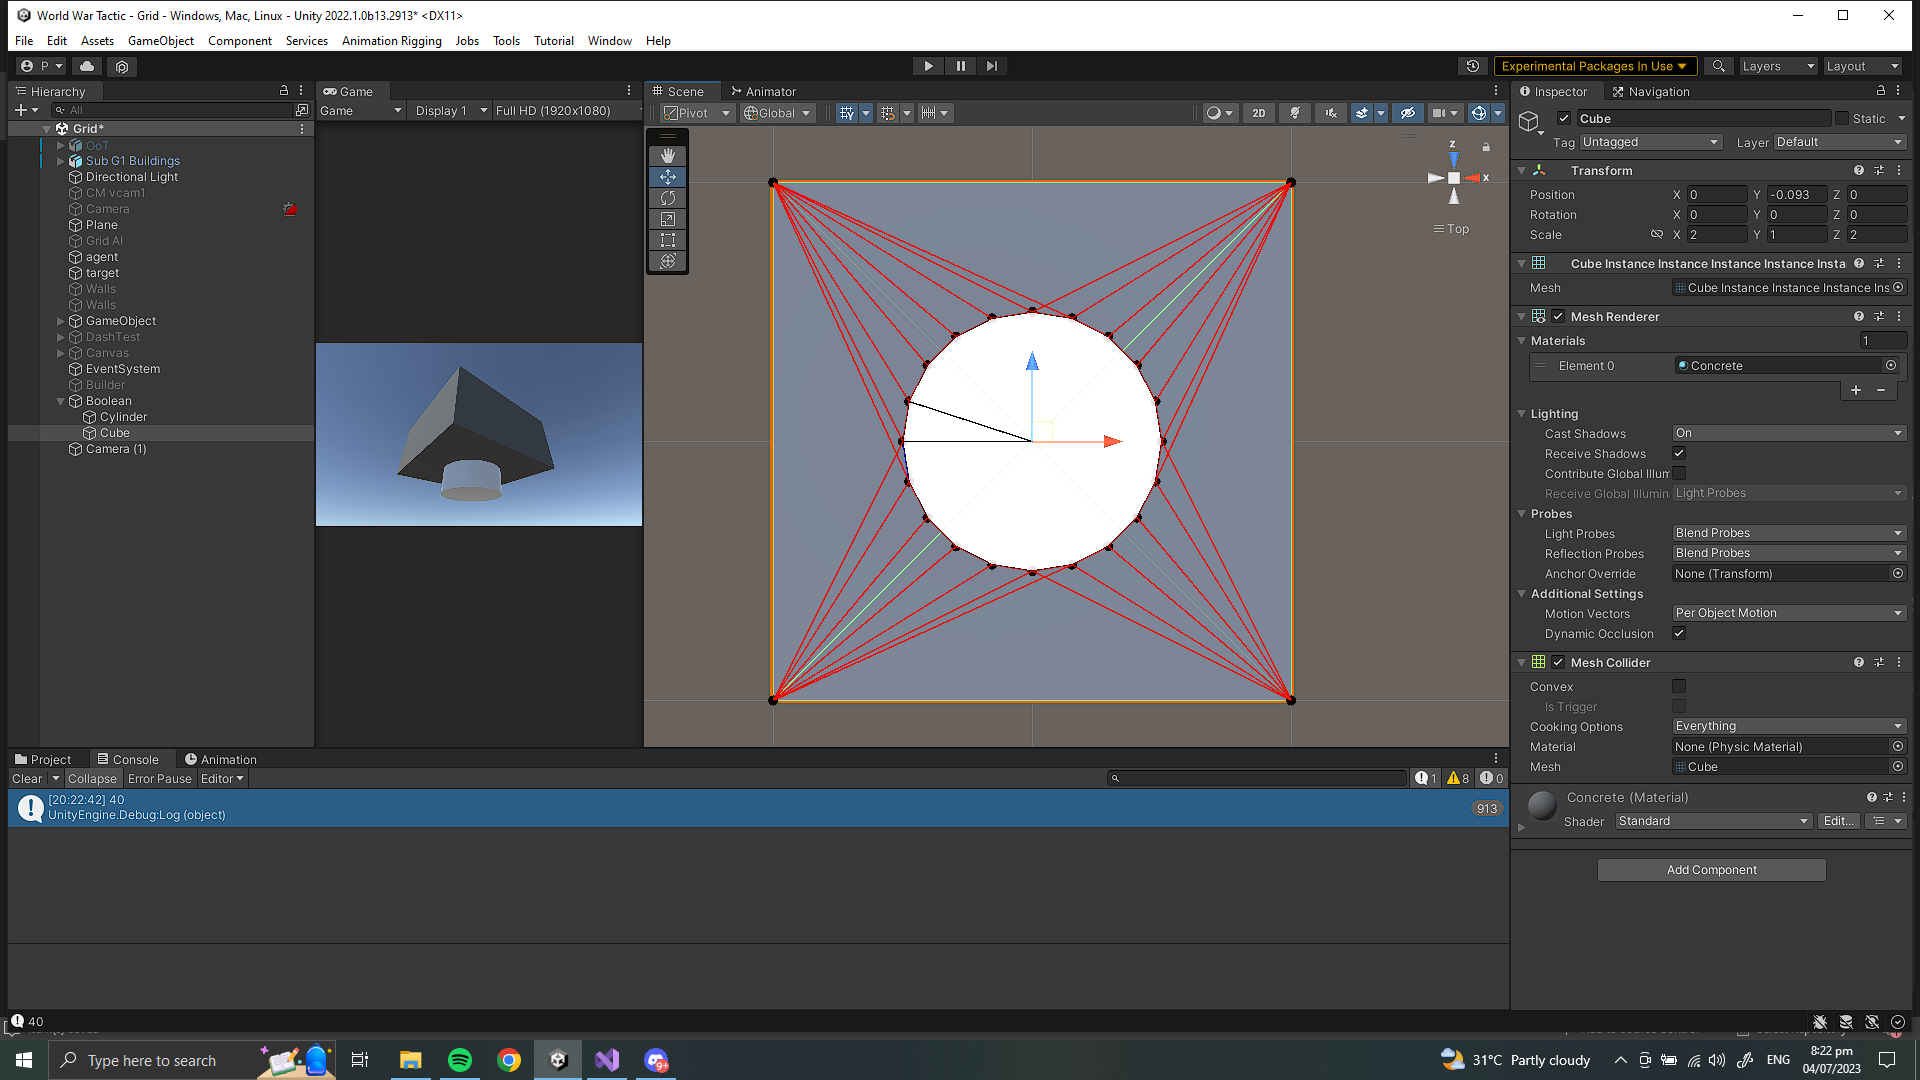 World War Tactic - Grid - Windows, Mac, Linux - Unity 2022.1.0b13.2913* <DX11>
File Edit Assets GameObject Component Services Animation Rigging Jobs Tools Tutorial Window Help
P Experimental Packages In Use Layers Layout
Hierarchy
All
Grid*
OoT
Sub G1 Buildings
Directional Light
CM vcam1
Camera
Plane
Grid AI
agent
target
Walls
Walls
GameObject
DashTest
Canvas
EventSystem
Builder
Boolean
Cylinder
Cube
Camera (1)
Game
Game Display 1 Full HD (1920x1080)
Scene Animator
Pivot Global 2D
z
x
Top
Inspector Navigation
Cube Static
Tag Untagged Layer Default
Transform
Position X 0 Y -0.093 Z 0
Rotation X 0 Y 0 Z 0
Scale X 2 Y 1 Z 2
Cube Instance Instance Instance Instance Insta
Mesh Cube Instance Instance Instance Ins
Mesh Renderer
Materials 1
Element 0 Concrete
Lighting
Cast Shadows On
Receive Shadows
Contribute Global Illum
Receive Global Illumin Light Probes
Probes
Light Probes Blend Probes
Reflection Probes Blend Probes
Anchor Override None (Transform)
Additional Settings
Motion Vectors Per Object Motion
Dynamic Occlusion
Mesh Collider
Convex
Is Trigger
Cooking Options Everything
Material None (Physic Material)
Mesh Cube
Concrete (Material)
Shader Standard Edit...
Add Component
Project Console Animation
Clear Collapse Error Pause Editor 1 8 0
[20:22:42] 40
UnityEngine.Debug:Log (object)
913
40
Type here to search
9+
31°C Partly cloudy
ENG
8:22 pm
04/07/2023